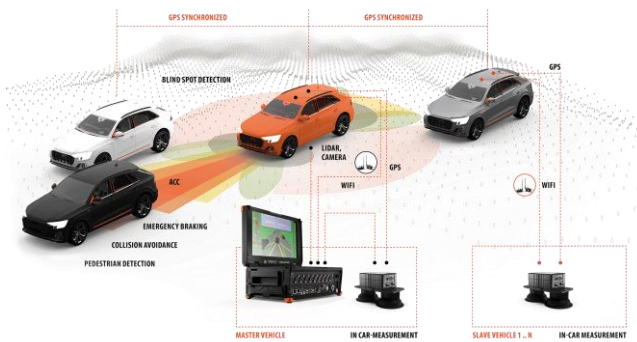 GPS SYNCHRONIZED
GPS SYNCHRONIZED
GPS
BLIND SPOT DETECTION
LIDAR,
CAMERA
GPS
ACC
WIFI
WIFI
EMERGENCY BRAKING
COLLISION AVOIDANCE
PEDESTRIAN DETECTION
MASTER VEHICLE
IN CAR-MEASUREMENT
SLAVE VEHICLE 1 .. N
IN-CAR MEASUREMENT